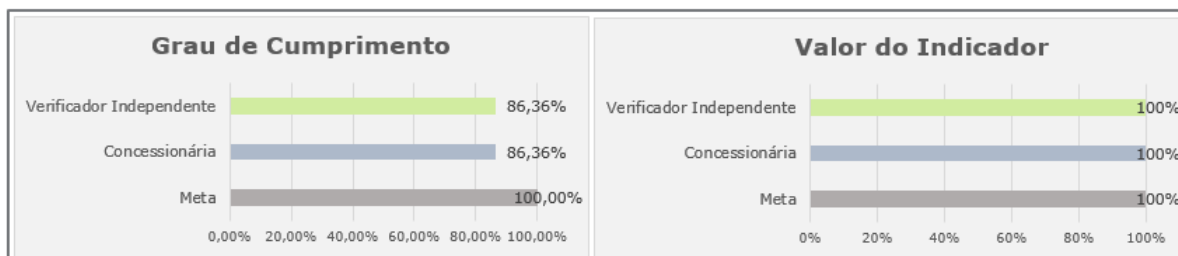 Grau de Cumprimento
Verificador Independente 86,36%
Concessionária 86,36%
Meta 100,00%
0,00% 20,00% 40,00% 60,00% 80,00% 100,00%
Valor do Indicador
Verificador Independente 100%
Concessionária 100%
Meta 100%
0% 20% 40% 60% 80% 100%